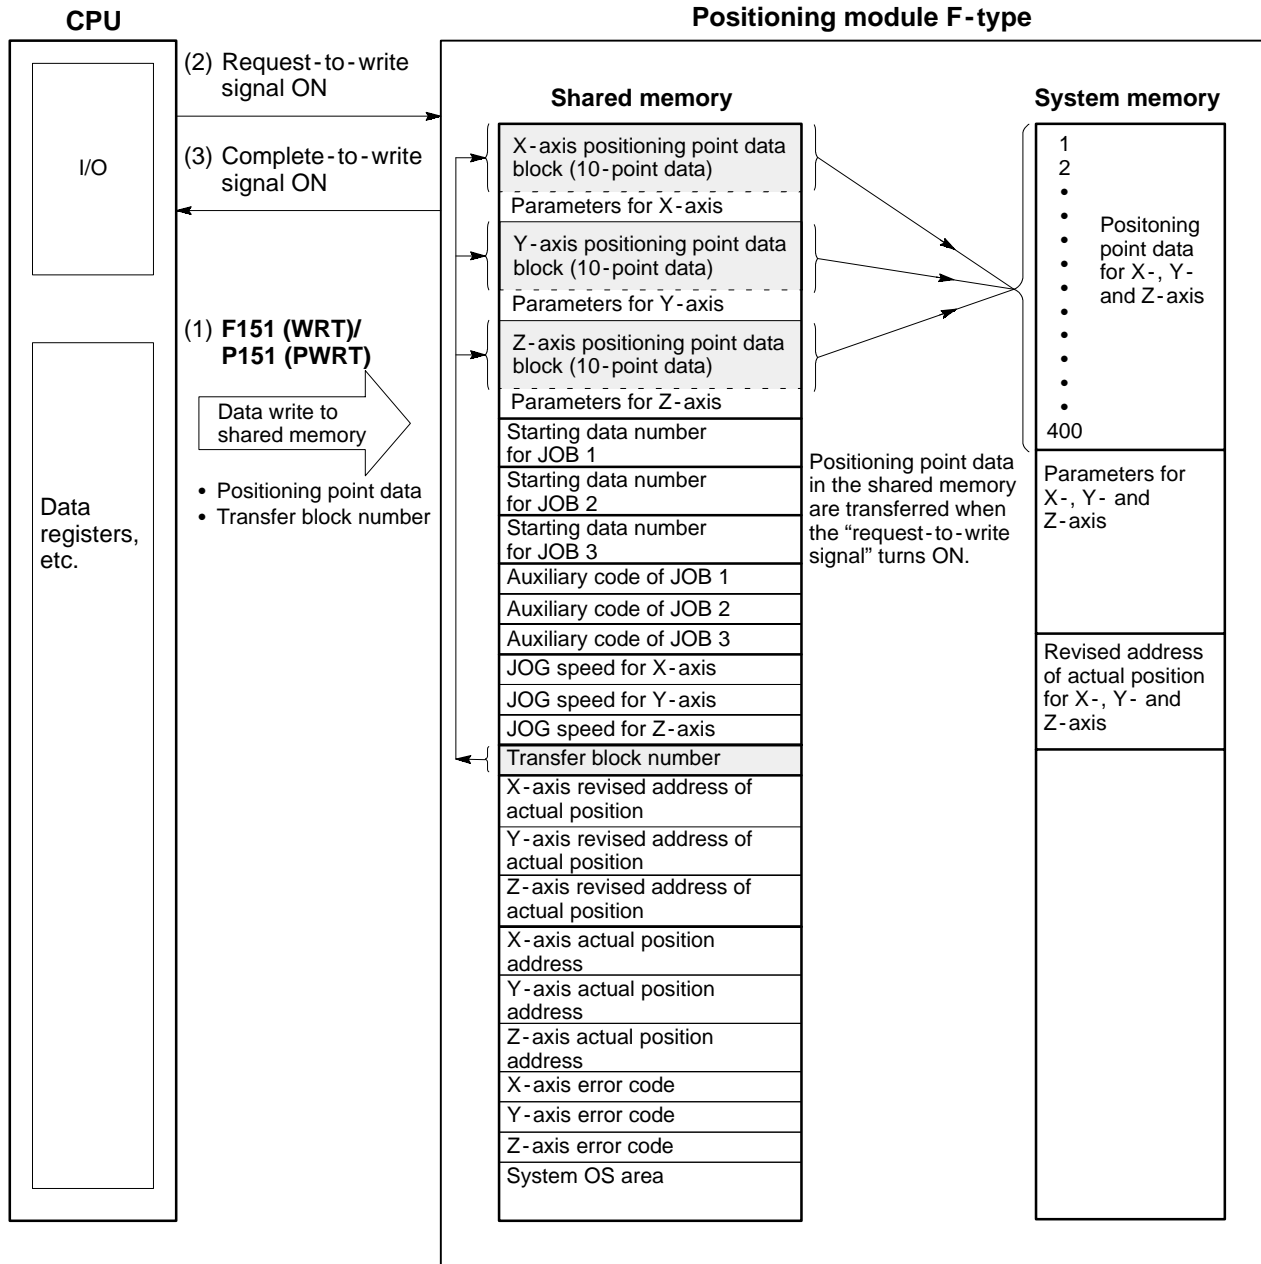 CPU
Positioning module F-type
(2) Request-to-write
signal ON
(3) Complete-to-write
signal ON
I/O
(1) F151 (WRT)/
P151 (PWRT)
Data write to
shared memory
• Positioning point data
• Transfer block number
Data
registers,
etc.
Shared memory
X-axis positioning point data
block (10-point data)
Parameters for X-axis
Y-axis positioning point data
block (10-point data)
Parameters for Y-axis
Z-axis positioning point data
block (10-point data)
Parameters for Z-axis
Starting data number
for JOB 1
Starting data number
for JOB 2
Starting data number
for JOB 3
Auxiliary code of JOB 1
Auxiliary code of JOB 2
Auxiliary code of JOB 3
JOG speed for X-axis
JOG speed for Y-axis
JOG speed for Z-axis
Transfer block number
X-axis revised address of
actual position
Y-axis revised address of
actual position
Z-axis revised address of
actual position
X-axis actual position
address
Y-axis actual position
address
Z-axis actual position
address
X-axis error code
Y-axis error code
Z-axis error code
System OS area
Positioning point data
in the shared memory
are transferred when
the “request-to-write
signal” turns ON.
System memory
1
2
•
•
•
•
•
•
•
•
•
•
400
Positoning
point data
for X-, Y-
and Z-axis
Parameters for
X-, Y- and
Z-axis
Revised address
of actual position
for X-, Y- and
Z-axis